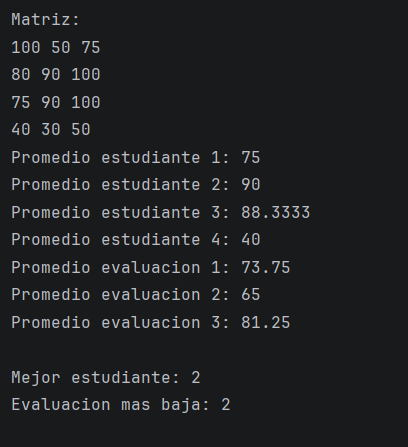 Matriz:
100 50 75
80 90 100
75 90 100
40 30 50
Promedio estudiante 1: 75
Promedio estudiante 2: 90
Promedio estudiante 3: 88.3333
Promedio estudiante 4: 40
Promedio evaluacion 1: 73.75
Promedio evaluacion 2: 65
Promedio evaluacion 3: 81.25

Mejor estudiante: 2
Evaluacion mas baja: 2